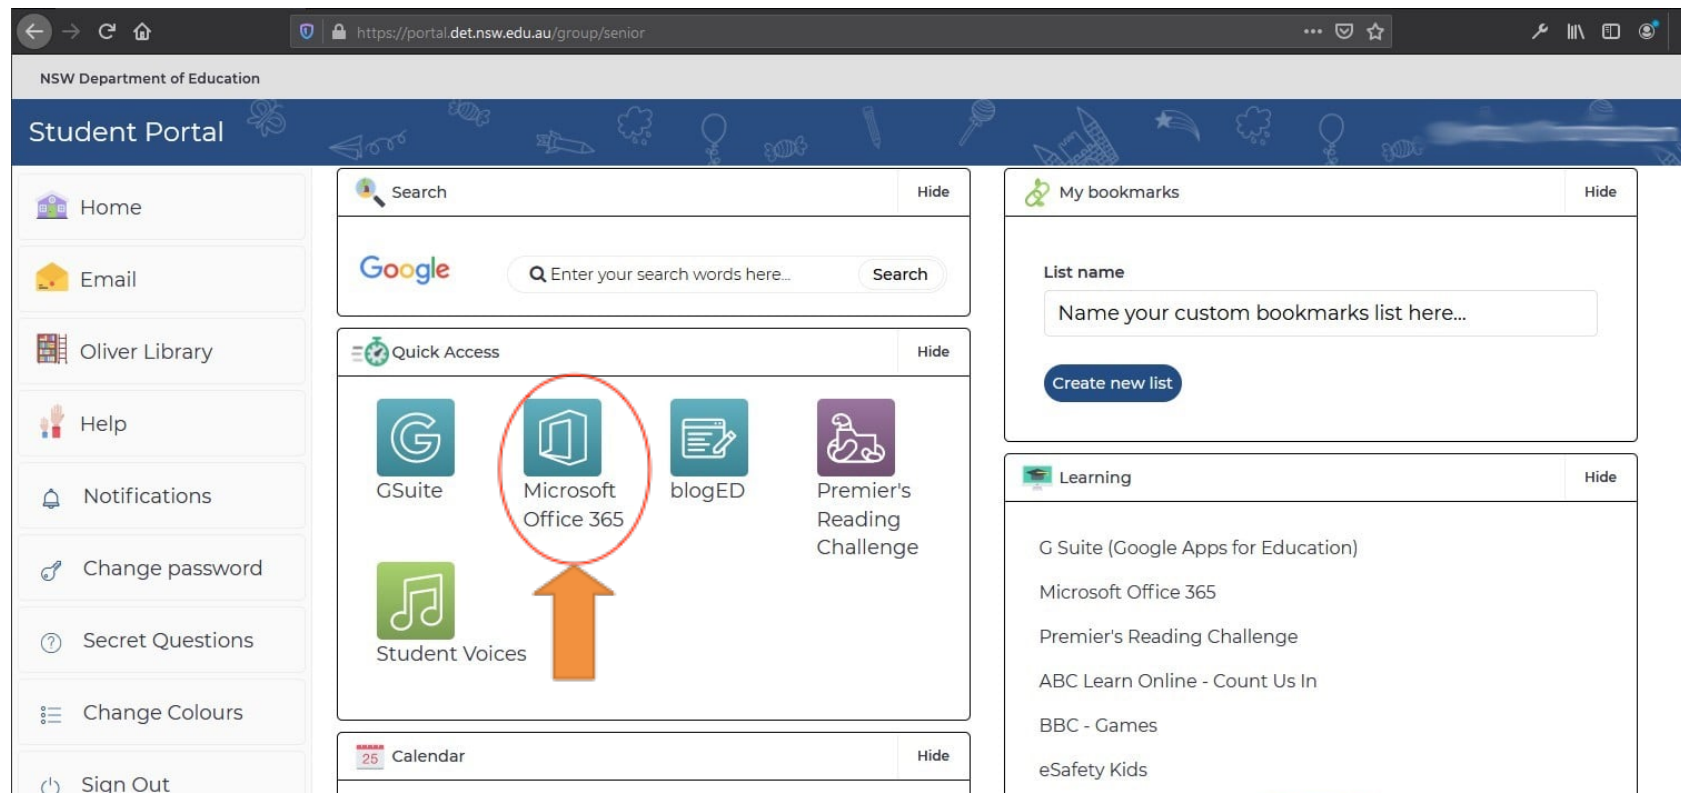 https://portal.det.nsw.edu.au/group/senior
NSW Department of Education
Student Portal
Home
Email
Oliver Library
Help
Notifications
Change password
Secret Questions
Change Colours
Sign Out
Search Hide
Google Enter your search words here... Search
Quick Access Hide
GSuite
Microsoft
Office 365
blogED
Premier's
Reading
Challenge
Student Voices
25 Calendar Hide
My bookmarks Hide
List name
Name your custom bookmarks list here...
Create new list
Learning Hide
G Suite (Google Apps for Education)
Microsoft Office 365
Premier's Reading Challenge
ABC Learn Online - Count Us In
BBC - Games
eSafety Kids